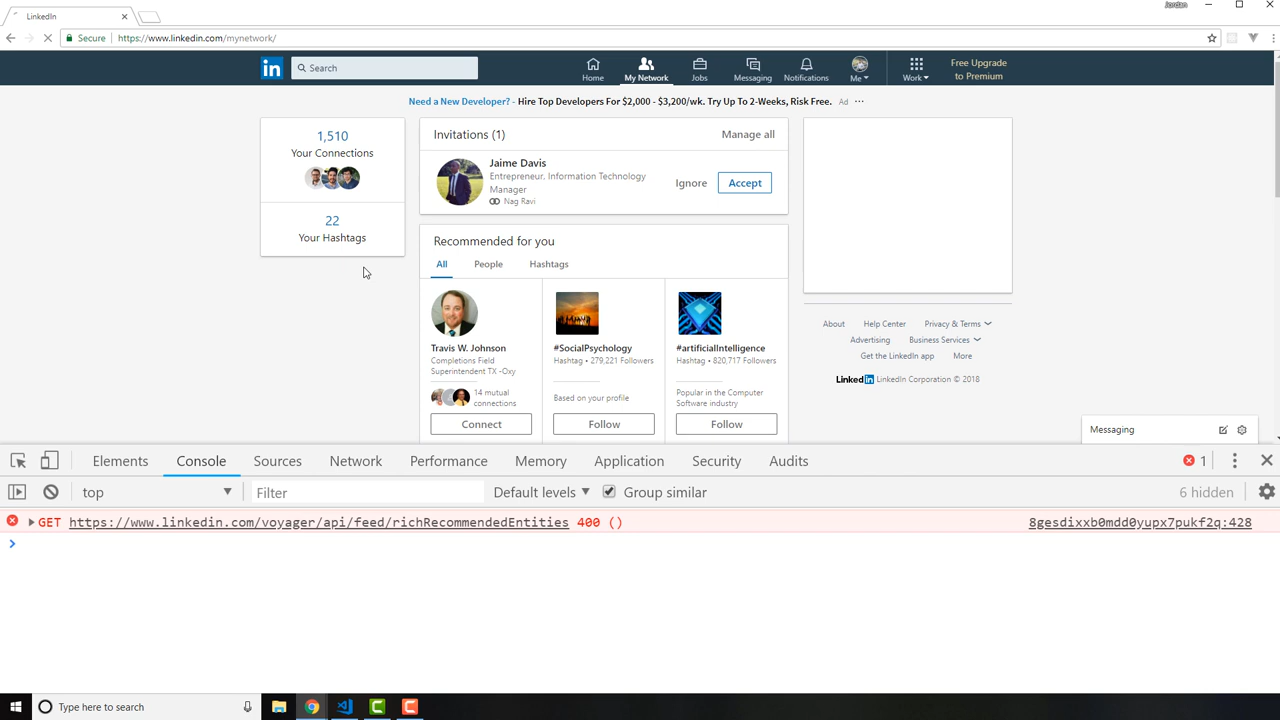 Jordan
LinkedIn
Secure https://www.linkedin.com/mynetwork/
in Search Home My Network Jobs Messaging Notifications Me Work Free Upgrade
to Premium
Need a New Developer? - Hire Top Developers For $2,000 - $3,200/wk. Try Up To 2-Weeks, Risk Free. Ad ...
1,510
Your Connections
22
Your Hashtags
Invitations (1) Manage all
Jaime Davis
Entrepreneur, Information Technology
Manager
Nag Ravi
Ignore Accept
Recommended for you
All People Hashtags
Travis W. Johnson
Completions Field
Superintendent TX -Oxy
14 mutual
connections
Connect
#SocialPsychology
Hashtag • 279,221 Followers
Based on your profile
Follow
#artificialIntelligence
Hashtag • 820,717 Followers
Popular in the Computer
Software industry
Follow
About Help Center Privacy & Terms
Advertising Business Services
Get the LinkedIn app More
Linked in LinkedIn Corporation © 2018
Messaging
Elements Console Sources Network Performance Memory Application Security Audits 1
top Filter Default levels Group similar 6 hidden
GET https://www.linkedin.com/voyager/api/feed/richRecommendedEntities 400 () 8gesdixxb0mdd0yupx7pukf2q:428
Type here to search